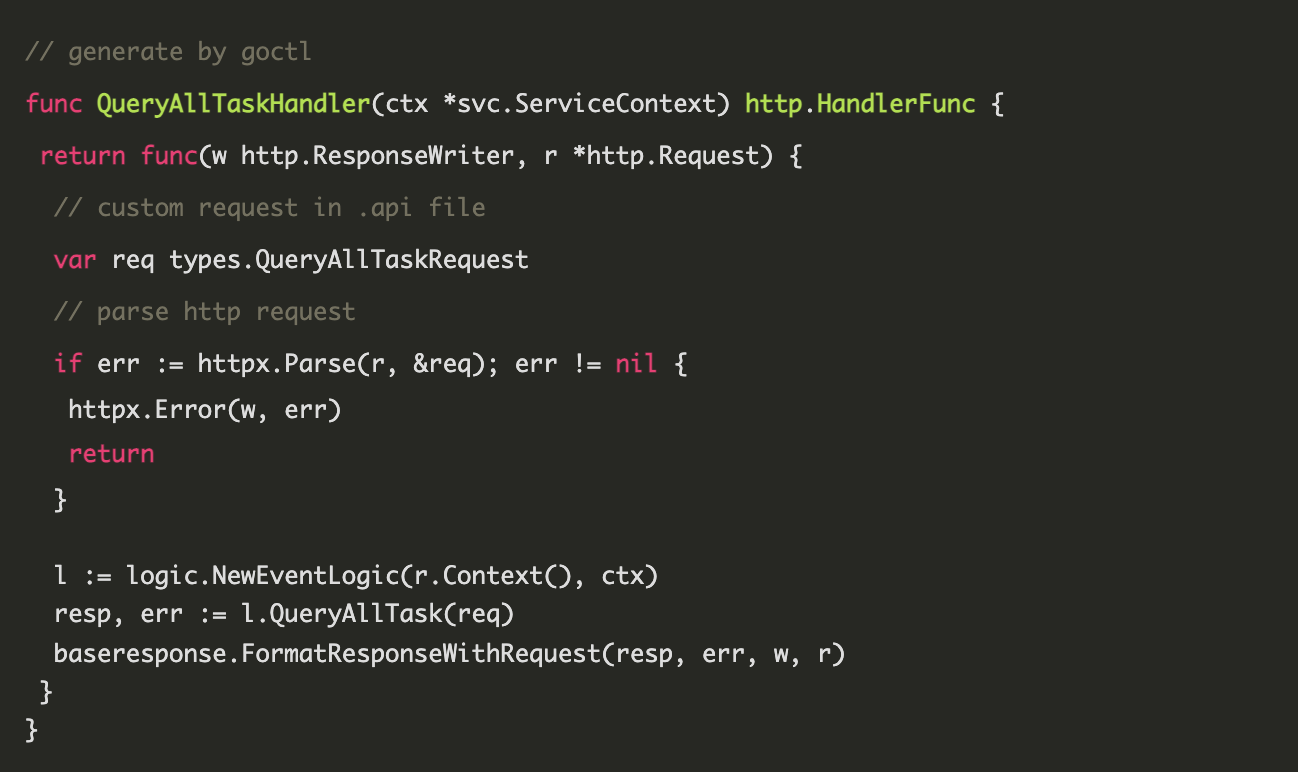 // generate by goctl
func QueryAllTaskHandler(ctx *svc.ServiceContext) http.HandlerFunc {
 return func(w http.ResponseWriter, r *http.Request) {
  // custom request in .api file
  var req types.QueryAllTaskRequest
  // parse http request
  if err := httpx.Parse(r, &req); err != nil {
   httpx.Error(w, err)
   return
  }
  l := logic.NewEventLogic(r.Context(), ctx)
  resp, err := l.QueryAllTask(req)
  baseresponse.FormatResponseWithRequest(resp, err, w, r)
 }
}